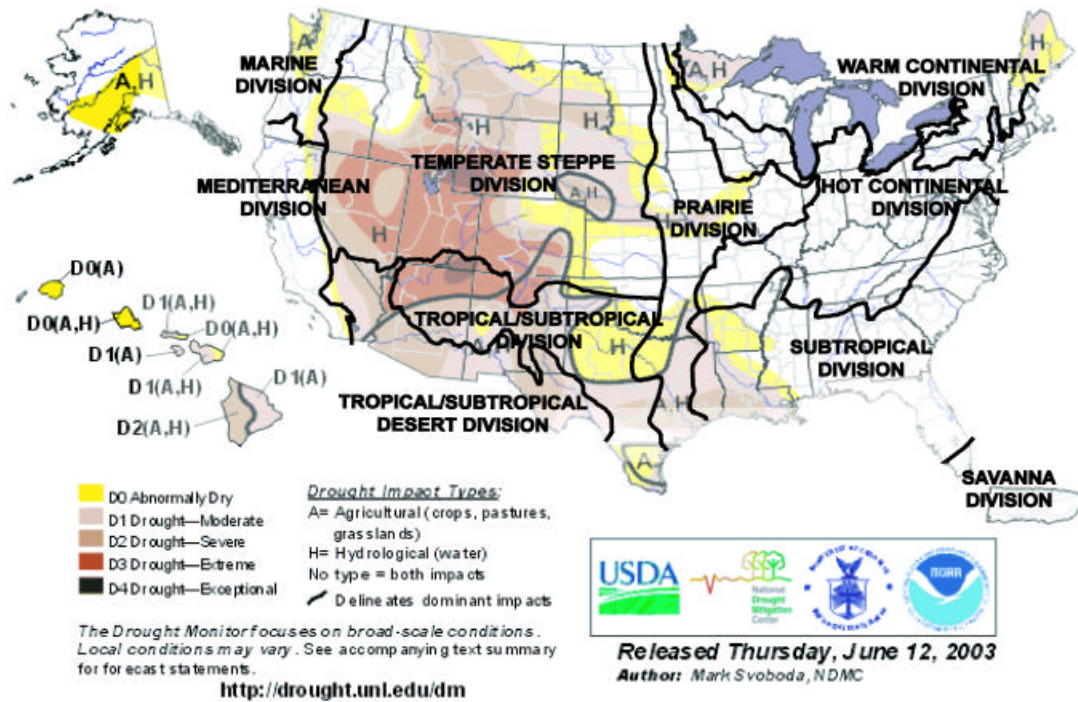 A, H
MARINE
DIVISION
A
H
A, H
H
WARM CONTINENTAL
DIVISION
H
H
TEMPERATE STEPPE
DIVISION
A, H
MEDITERRANEAN
DIVISION
H
PRAIRIE
DIVISION
H
HOT CONTINENTAL
DIVISION
D0(A)
D1(A,H)
D0(A,H)
D0(A,H)
D1(A)
D1(A,H)
D1(A)
D2(A,H)
TROPICAL/SUBTROPICAL
DIVISION
A
H
SUBTROPICAL
DIVISION
TROPICAL/SUBTROPICAL
DESERT DIVISION
A,H
A
SAVANNA
DIVISION
D0 Abnormally Dry
D1 Drought—Moderate
D2 Drought—Severe
D3 Drought—Extreme
D4 Drought—Exceptional
Drought Impact Types:
A= Agricultural (crops, pastures,
grasslands)
H= Hydrological (water)
No type = both impacts
Delineates dominant impacts
The Drought Monitor focuses on broad-scale conditions.
Local conditions may vary. See accompanying text summary
for forecast statements.
http://drought.unl.edu/dm
USDA
National
Drought
Mitigation
Center
NOAA
Released Thursday, June 12, 2003
Author: Mark Svoboda, NDMC